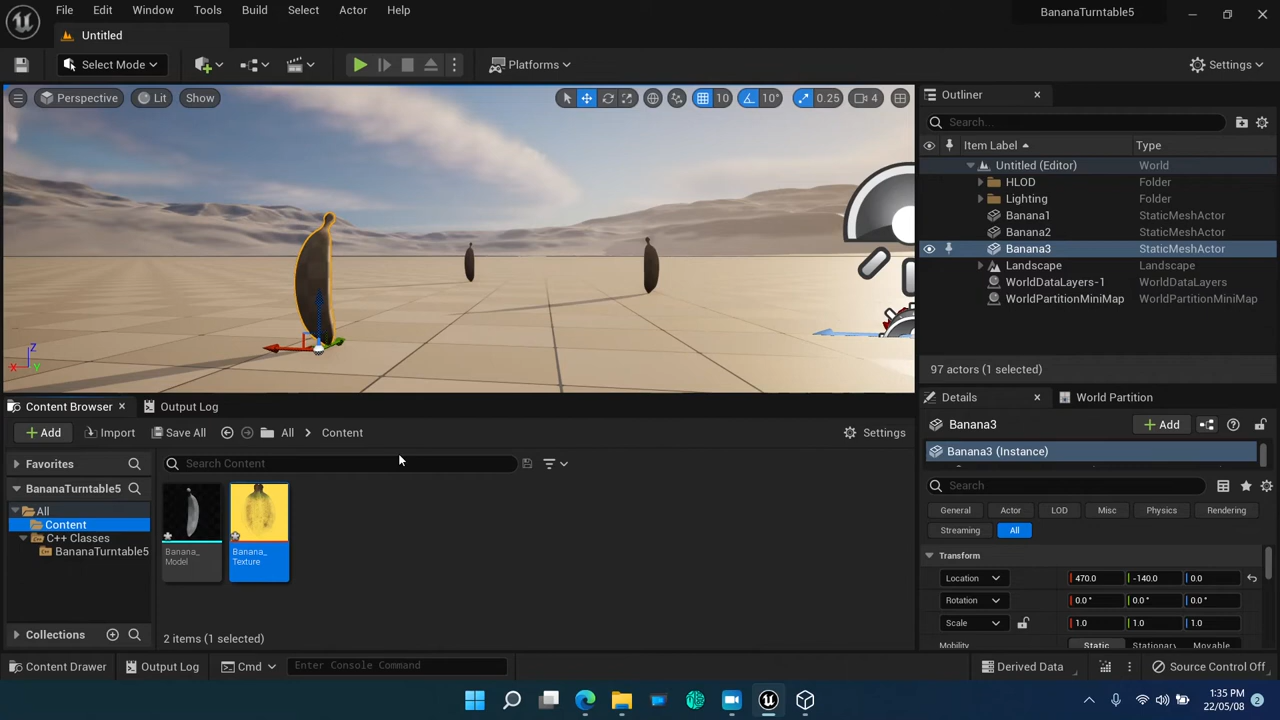 File Edit Window Tools Build Select Actor Help BananaTurntable5
Untitled
Select Mode Platforms Settings
Perspective Lit Show 10 10° 0.25 4
Outliner
Search...
Item Label Type
Untitled (Editor) World
HLOD Folder
Lighting Folder
Banana1 StaticMeshActor
Banana2 StaticMeshActor
Banana3 StaticMeshActor
Landscape Landscape
WorldDataLayers-1 WorldDataLayers
WorldPartitionMiniMap WorldPartitionMiniMap
97 actors (1 selected)
Z
X Y
Content Browser Output Log
Add Import Save All All Content Settings
Favorites Search Content
BananaTurntable5
All
Content
C++ Classes
BananaTurntable5
Banana_
Model
Banana_
Texture
Collections 2 items (1 selected)
Details World Partition
Banana3 Add
Banana3 (Instance)
Search
General Actor LOD Misc Physics Rendering
Streaming All
Transform
Location 470.0 -140.0 0.0
Rotation 0.0° 0.0° 0.0°
Scale 1.0 1.0 1.0
Mobility Static Stationary Movable
Content Drawer Output Log Cmd Enter Console Command Derived Data Source Control Off
1:35 PM
22/05/08 2